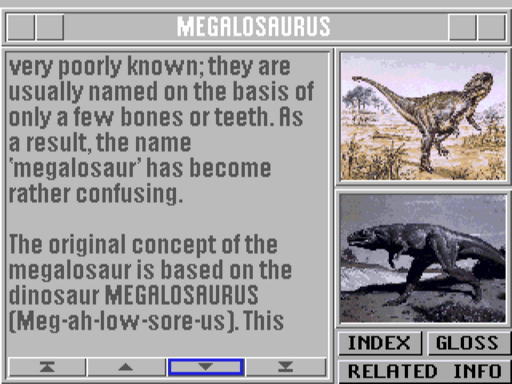 MEGALOSAURUS
very poorly known; they are
usually named on the basis of
only a few bones or teeth. As
a result, the name
'megalosaur' has become
rather confusing.
The original concept of the
megalosaur is based on the
dinosaur MEGALOSAURUS
(Meg-ah-low-sore-us). This
INDEX
GLOSS
RELATED INFO